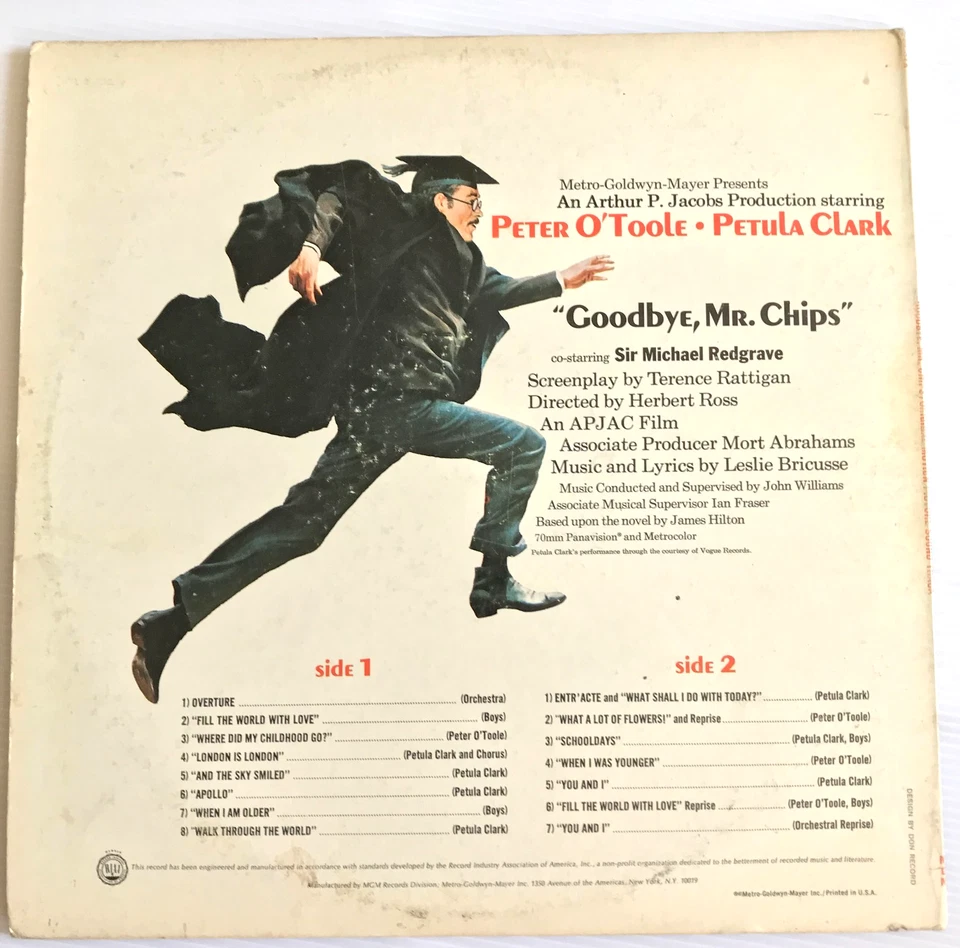 Metro-Goldwyn-Mayer Presents
An Arthur P. Jacobs Production starring
Peter O'Toole • Petula Clark
“Goodbye, Mr. Chips”
co-starring Sir Michael Redgrave
Screenplay by Terence Rattigan
Directed by Herbert Ross
An APJAC Film
Associate Producer Mort Abrahams
Music and Lyrics by Leslie Bricusse
Music Conducted and Supervised by John Williams
Associate Musical Supervisor Ian Fraser
Based upon the novel by James Hilton
70mm Panavision® and Metrocolor
Petula Clark's performance through the courtesy of Vogue Records.
side 1
1) OVERTURE (Orchestra)
2) “FILL THE WORLD WITH LOVE” (Boys)
3) “WHERE DID MY CHILDHOOD GO?” (Peter O'Toole)
4) “LONDON IS LONDON” (Petula Clark and Chorus)
5) “AND THE SKY SMILED” (Petula Clark)
6) “APOLLO” (Petula Clark)
7) “WHEN I AM OLDER” (Boys)
8) “WALK THROUGH THE WORLD” (Petula Clark)
side 2
1) ENTR'ACTE and “WHAT SHALL I DO WITH TODAY?” (Petula Clark)
2) “WHAT A LOT OF FLOWERS!” and Reprise (Peter O'Toole)
3) “SCHOOLDAYS” (Petula Clark, Boys)
4) “WHEN I WAS YOUNGER” (Peter O'Toole)
5) “YOU AND I” (Petula Clark)
6) “FILL THE WORLD WITH LOVE” Reprise (Peter O'Toole, Boys)
7) “YOU AND I” (Orchestral Reprise)
DESIGN BY DON RECORD
This record has been engineered and manufactured in accordance with standards developed by the Record Industry Association of America, Inc., a non-profit organization dedicated to the betterment of recorded music and literature.
Manufactured by MGM Records Division, Metro-Goldwyn-Mayer Inc. 1350 Avenue of the Americas, New York, N.Y. 10019
Metro-Goldwyn-Mayer Inc./Printed in U.S.A.